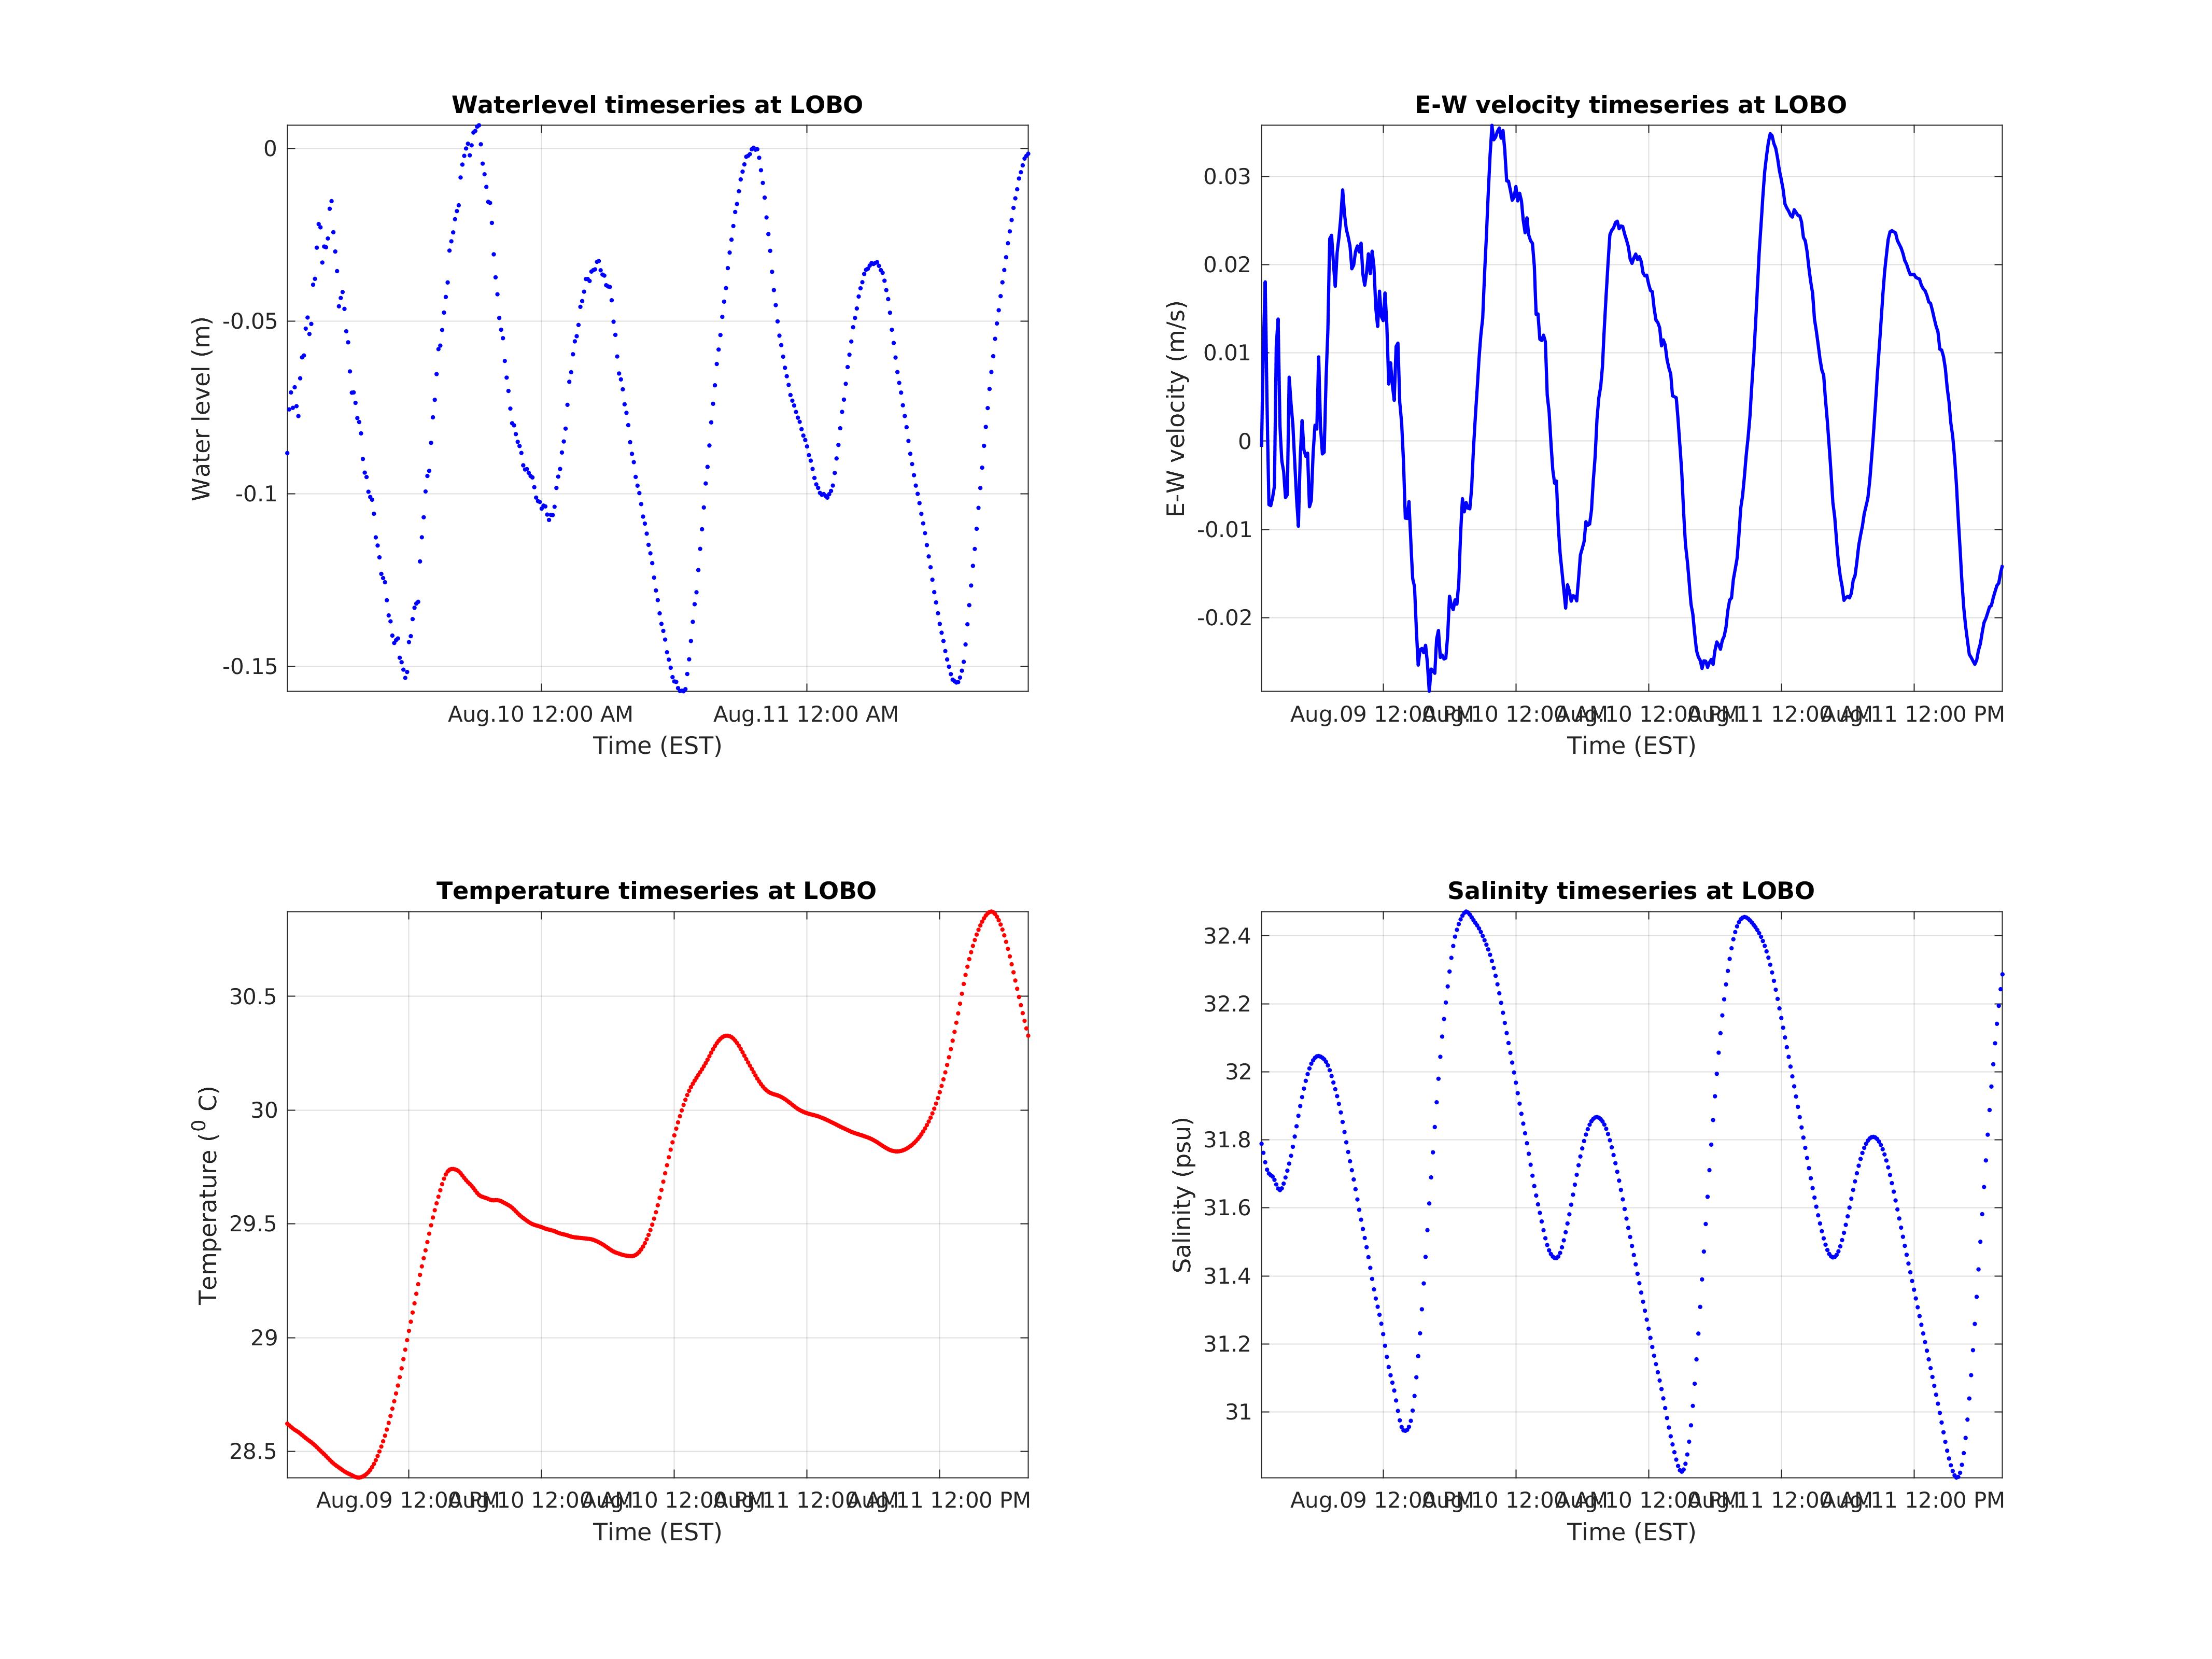 Waterlevel timeseries at LOBO
Water level (m)
0
-0.05
-0.1
-0.15
Aug.10 12:00 AM
Aug.11 12:00 AM
Time (EST)
E-W velocity timeseries at LOBO
E-W velocity (m/s)
0.03
0.02
0.01
0
-0.01
-0.02
Aug.09 12:00 PM Aug.10 12:00 AM Aug.10 12:00 PM Aug.11 12:00 AM Aug.11 12:00 PM
Time (EST)
Temperature timeseries at LOBO
Temperature (⁰ C)
30.5
30
29.5
29
28.5
Aug.09 12:00 PM Aug.10 12:00 AM Aug.10 12:00 PM Aug.11 12:00 AM Aug.11 12:00 PM
Time (EST)
Salinity timeseries at LOBO
Salinity (psu)
32.4
32.2
32
31.8
31.6
31.4
31.2
31
Aug.09 12:00 PM Aug.10 12:00 AM Aug.10 12:00 PM Aug.11 12:00 AM Aug.11 12:00 PM
Time (EST)